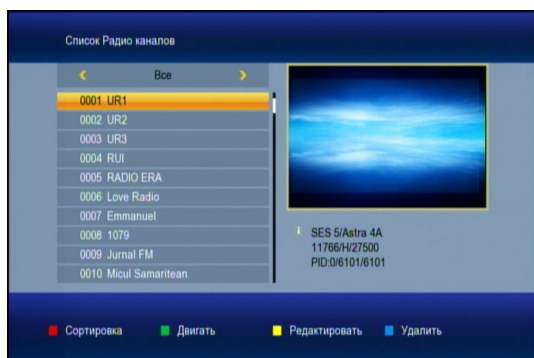 Список Радио каналов
Все
0001 UR1
0002 UR2
0003 UR3
0004 RUI
0005 RADIO ERA
0006 Love Radio
0007 Emmanuel
0008 1079
0009 Jurnal FM
0010 Micul Samaritean
SES 5/Astra 4A
11766/H/27500
PID:0/6101/6101
Сортировка Двигать Редактировать Удалить